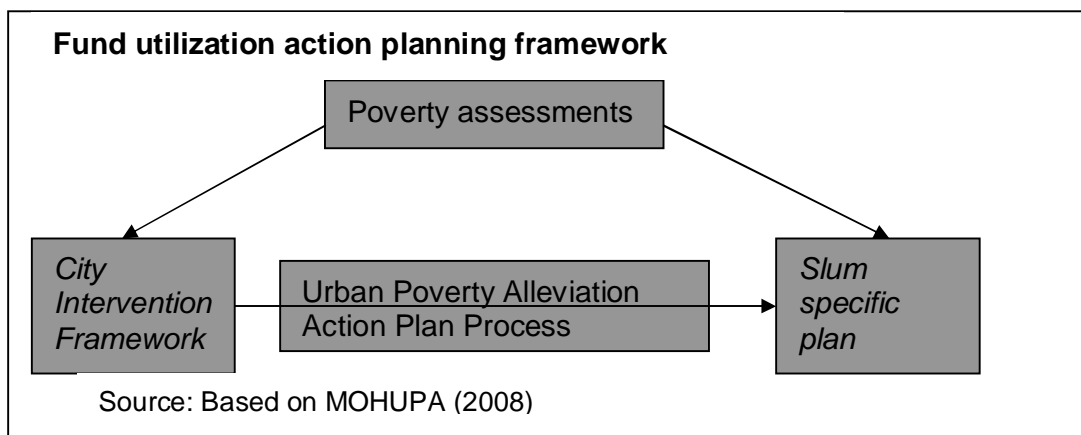 Fund utilization action planning framework
Poverty assessments
City
Intervention
Framework
Urban Poverty Alleviation
Action Plan Process
Slum
specific
plan
Source: Based on MOHUPA (2008)